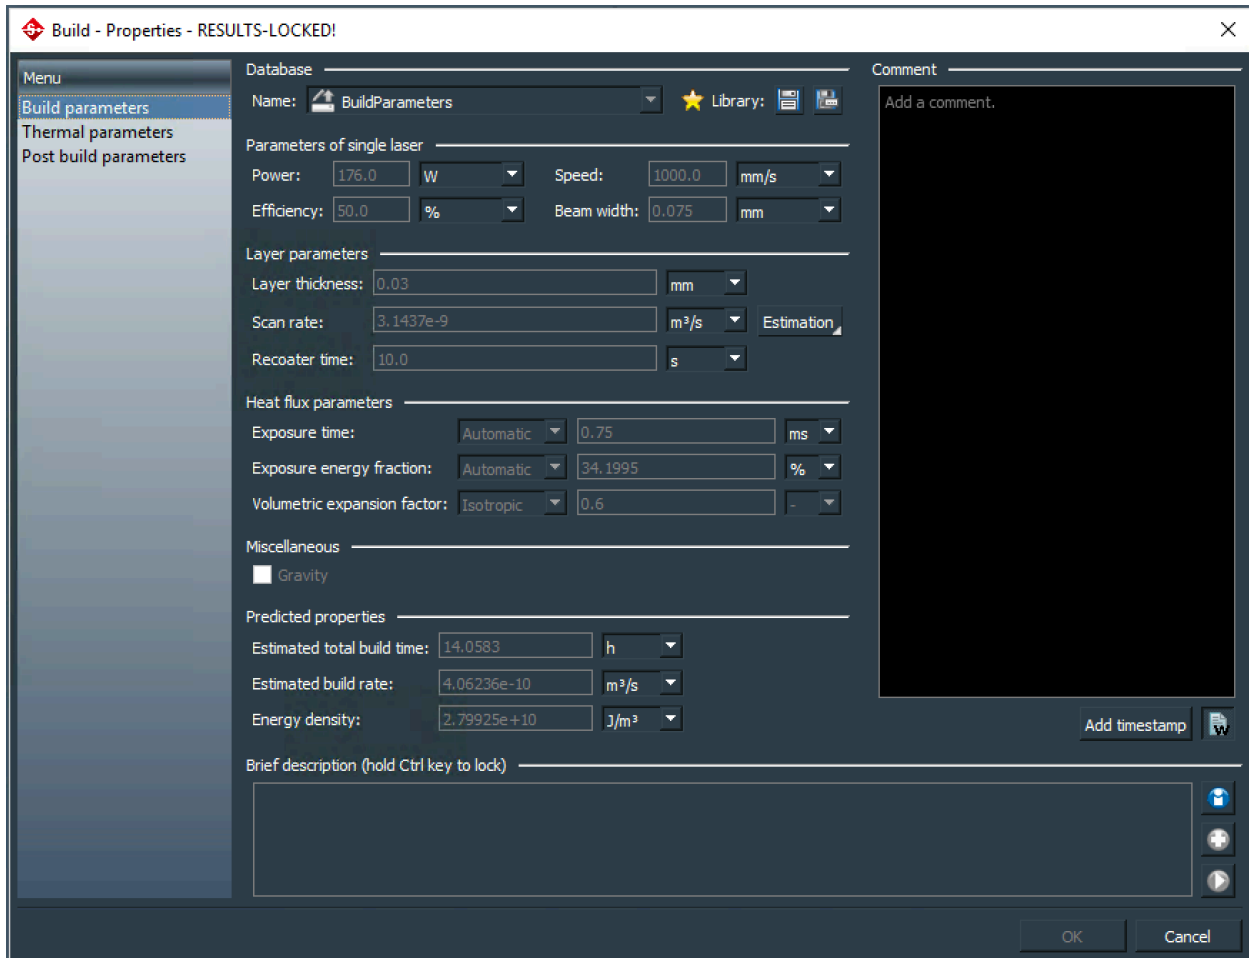 Build - Properties - RESULTS-LOCKED!
Menu
Build parameters
Thermal parameters
Post build parameters
Database
Name: BuildParameters Library:
Parameters of single laser
Power: 176.0 W Speed: 1000.0 mm/s
Efficiency: 50.0 % Beam width: 0.075 mm
Layer parameters
Layer thickness: 0.03 mm
Scan rate: 3.1437e-9 m³/s Estimation
Recoater time: 10.0 s
Heat flux parameters
Exposure time: Automatic 0.75 ms
Exposure energy fraction: Automatic 34.1995 %
Volumetric expansion factor: Isotropic 0.6 -
Miscellaneous
Gravity
Predicted properties
Estimated total build time: 14.0583 h
Estimated build rate: 4.06236e-10 m³/s
Energy density: 2.79925e+10 J/m³
Comment
Add a comment.
Add timestamp
Brief description (hold Ctrl key to lock)
OK Cancel